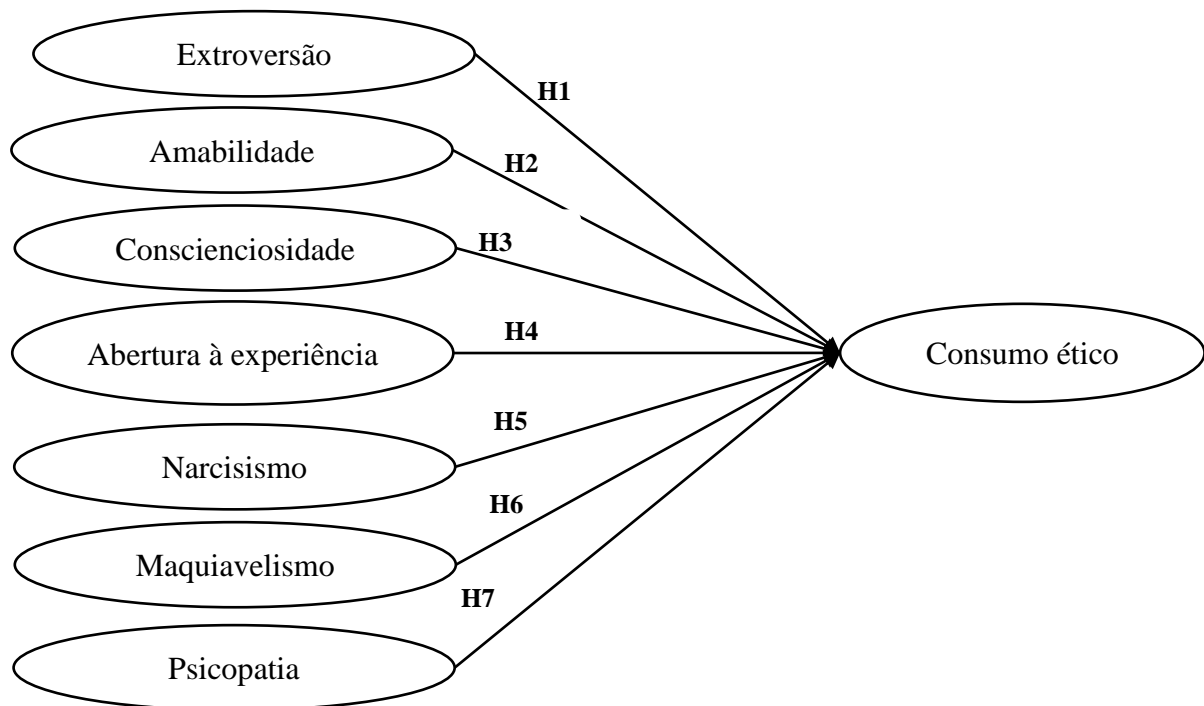 Extroversão
H1
Amabilidade
H2
Conscienciosidade
H3
Abertura à experiência
H4
Consumo ético
Narcisismo
H5
Maquiavelismo
H6
Psicopatia
H7